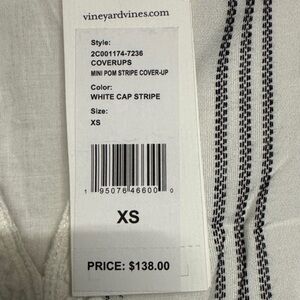 vineyardvines.com
Style:
2C001174-7236
COVERUPS
MINI POM STRIPE COVER-UP
Color:
WHITE CAP STRIPE
Size:
XS
1 95076 46600 0
XS
PRICE: $138.00